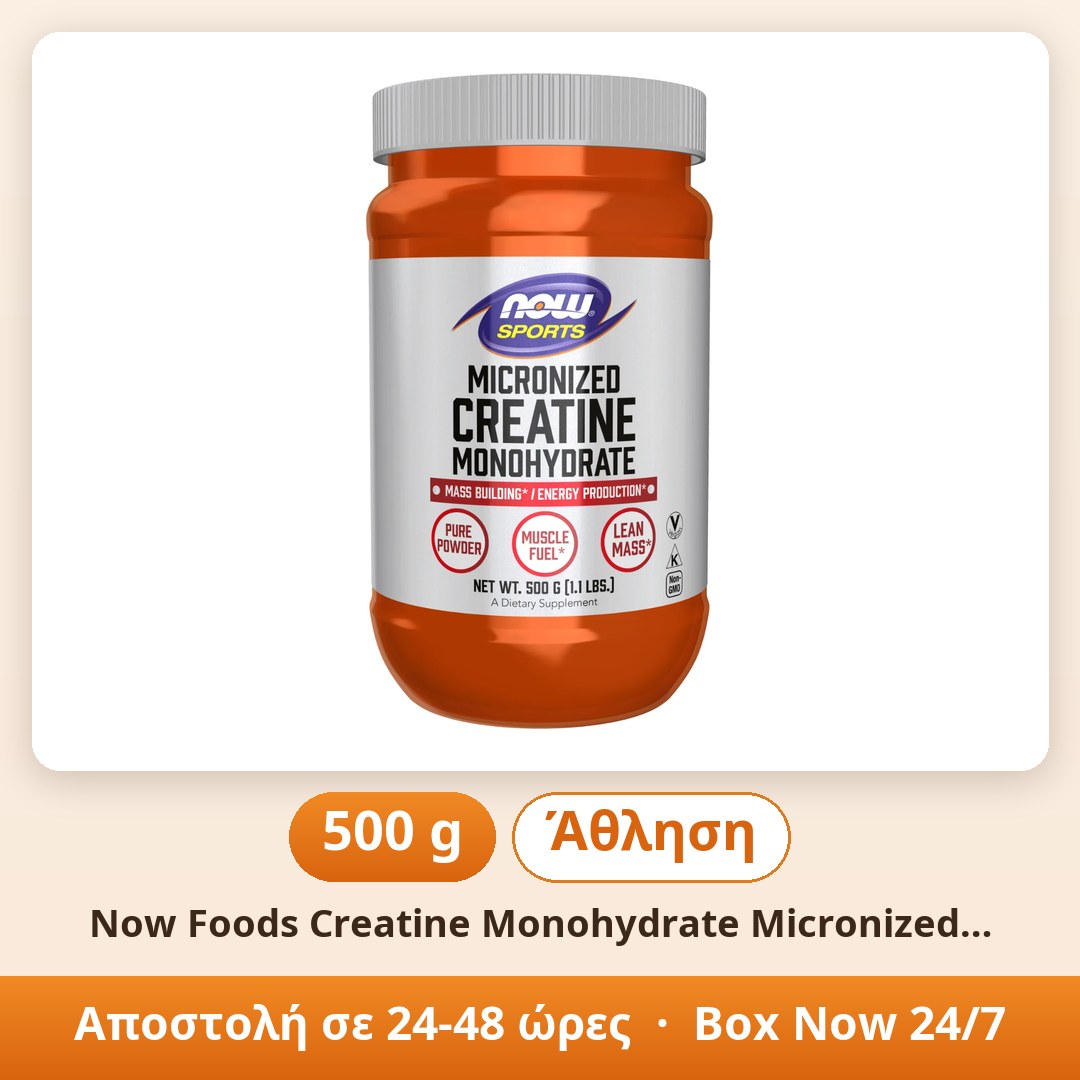 now®
SPORTS
MICRONIZED
CREATINE
MONOHYDRATE
MASS BUILDING* / ENERGY PRODUCTION*
PURE
POWDER
MUSCLE
FUEL*
LEAN
MASS*
V
K
Non-
GMO
NET WT. 500 G (1.1 LBS.)
A Dietary Supplement
500 g
Άθληση
Now Foods Creatine Monohydrate Micronized...
Αποστολή σε 24-48 ώρες · Box Now 24/7